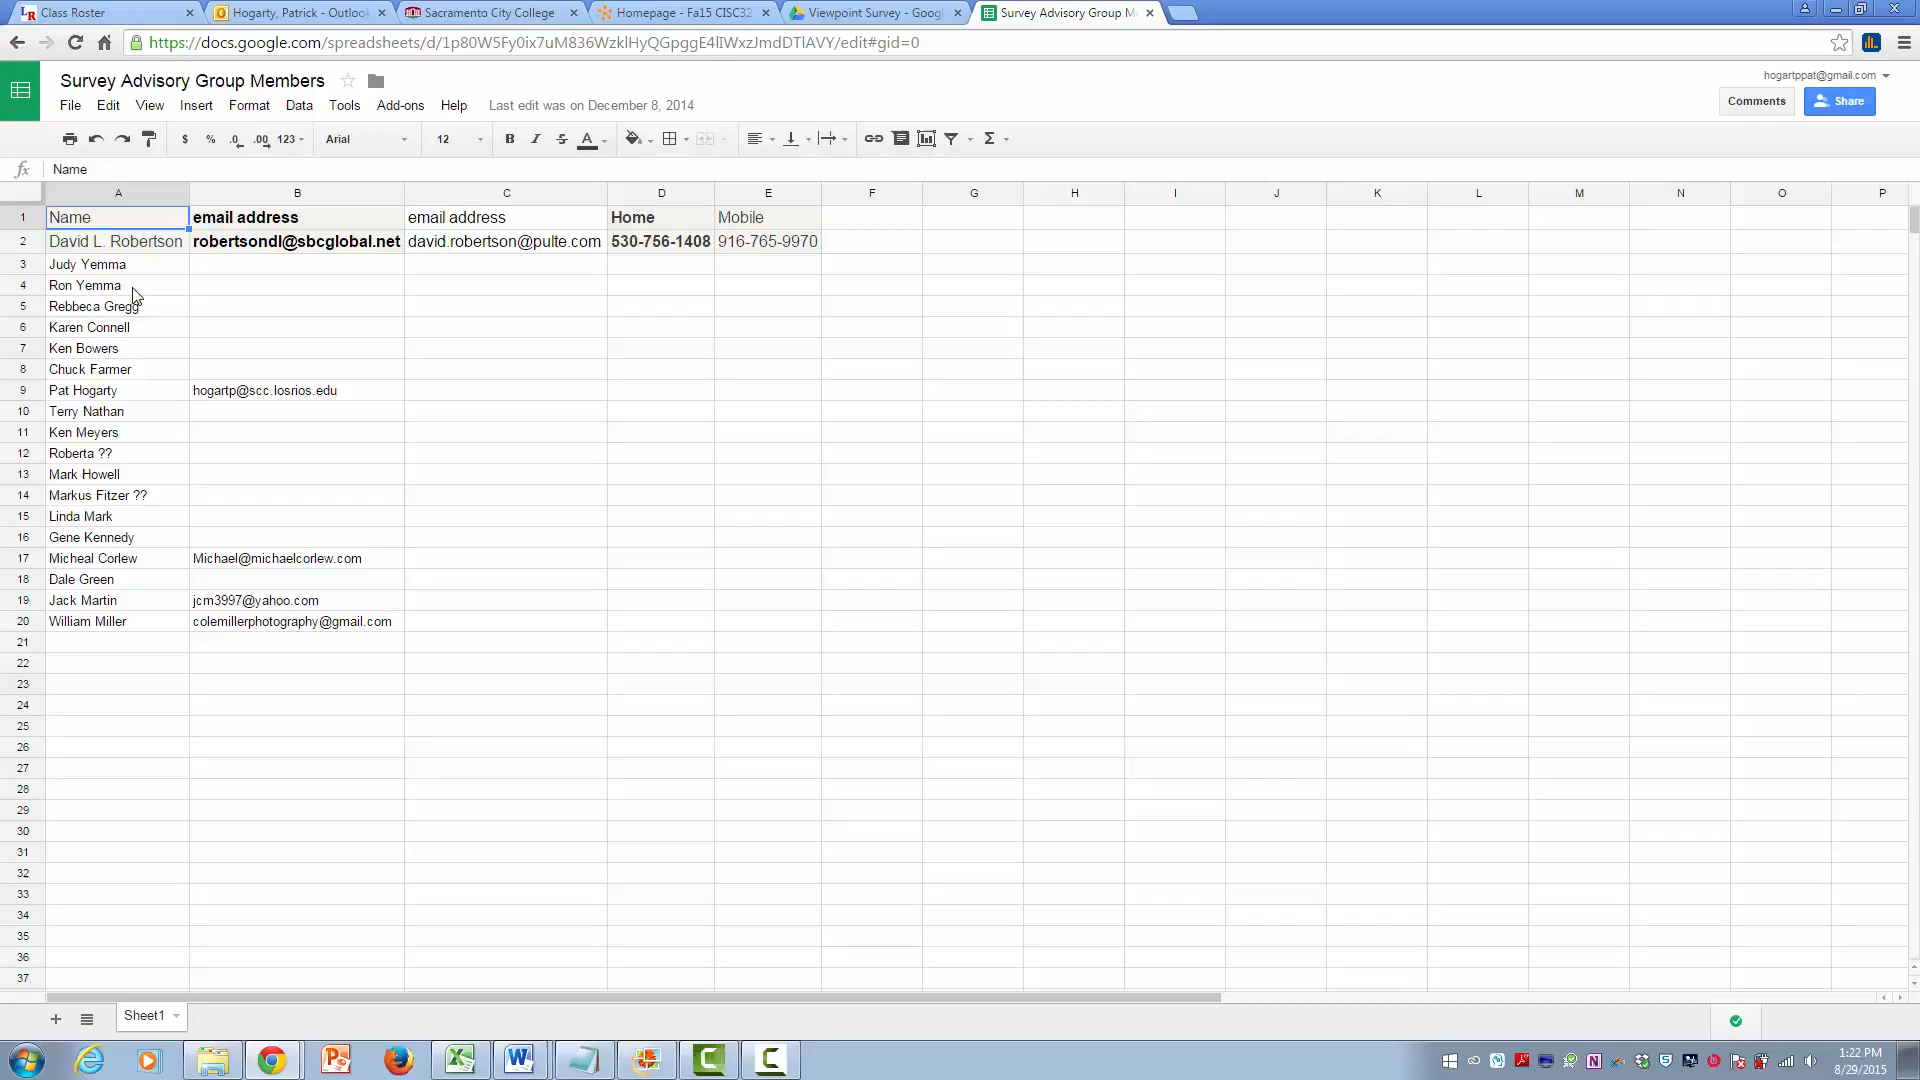 Class Roster
Hogarty, Patrick - Outlook
Sacramento City College
Homepage - Fa15 CISC32
Viewpoint Survey - Goog
Survey Advisory Group M
https://docs.google.com/spreadsheets/d/1p80W5Fy0ix7uM836WzklHyQGpggE4lIWxzJmdDTlAVY/edit#gid=0
Survey Advisory Group Members
hogartppat@gmail.com
File Edit View Insert Format Data Tools Add-ons Help Last edit was on December 8, 2014
Comments Share
$ % .0 .00 123 Arial 12 B I S A Σ
fx Name
A B C D E F G H I J K L M N O P
1 Name email address email address Home Mobile
2 David L. Robertson robertsondl@sbcglobal.net david.robertson@pulte.com 530-756-1408 916-765-9970
3 Judy Yemma
4 Ron Yemma
5 Rebbeca Gregg
6 Karen Connell
7 Ken Bowers
8 Chuck Farmer
9 Pat Hogarty hogartp@scc.losrios.edu
10 Terry Nathan
11 Ken Meyers
12 Roberta ??
13 Mark Howell
14 Markus Fitzer ??
15 Linda Mark
16 Gene Kennedy
17 Micheal Corlew Michael@michaelcorlew.com
18 Dale Green
19 Jack Martin jcm3997@yahoo.com
20 William Miller colemillerphotography@gmail.com
21
22
23
24
25
26
27
28
29
30
31
32
33
34
35
36
37
+ Sheet1
1:22 PM
8/29/2015